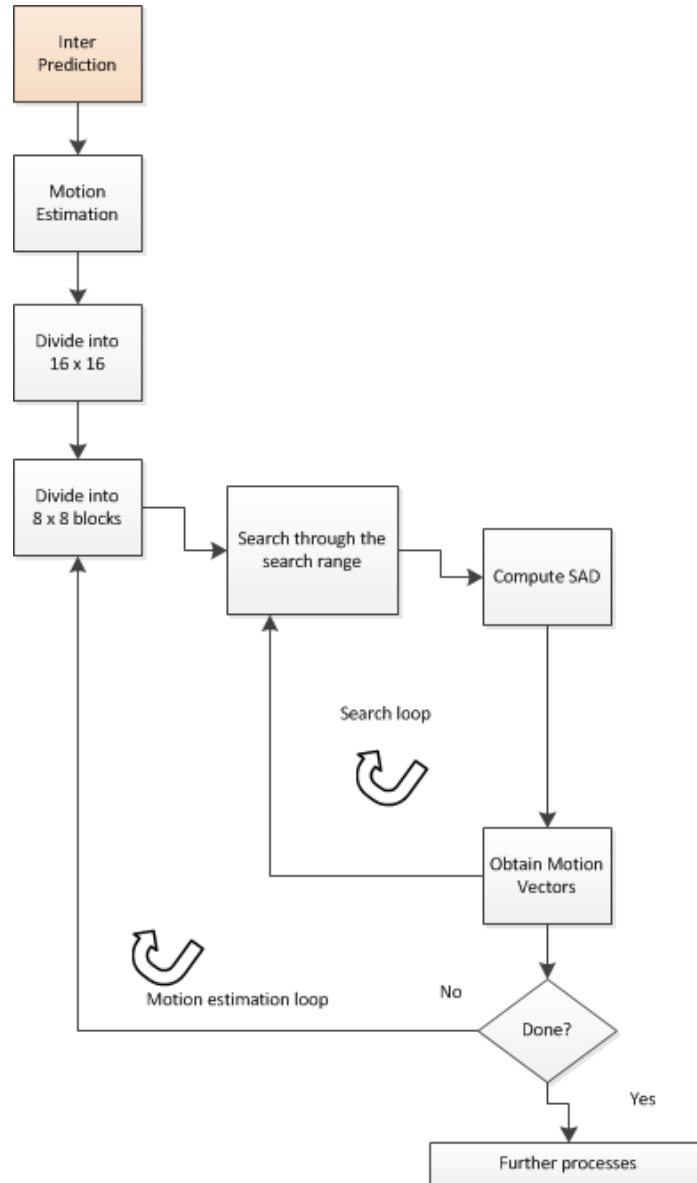 Inter
Prediction
Motion
Estimation
Divide into
16 x 16
Divide into
8 x 8 blocks
Search through the
search range
Compute SAD
Search loop
Obtain Motion
Vectors
Motion estimation loop
No
Done?
Yes
Further processes